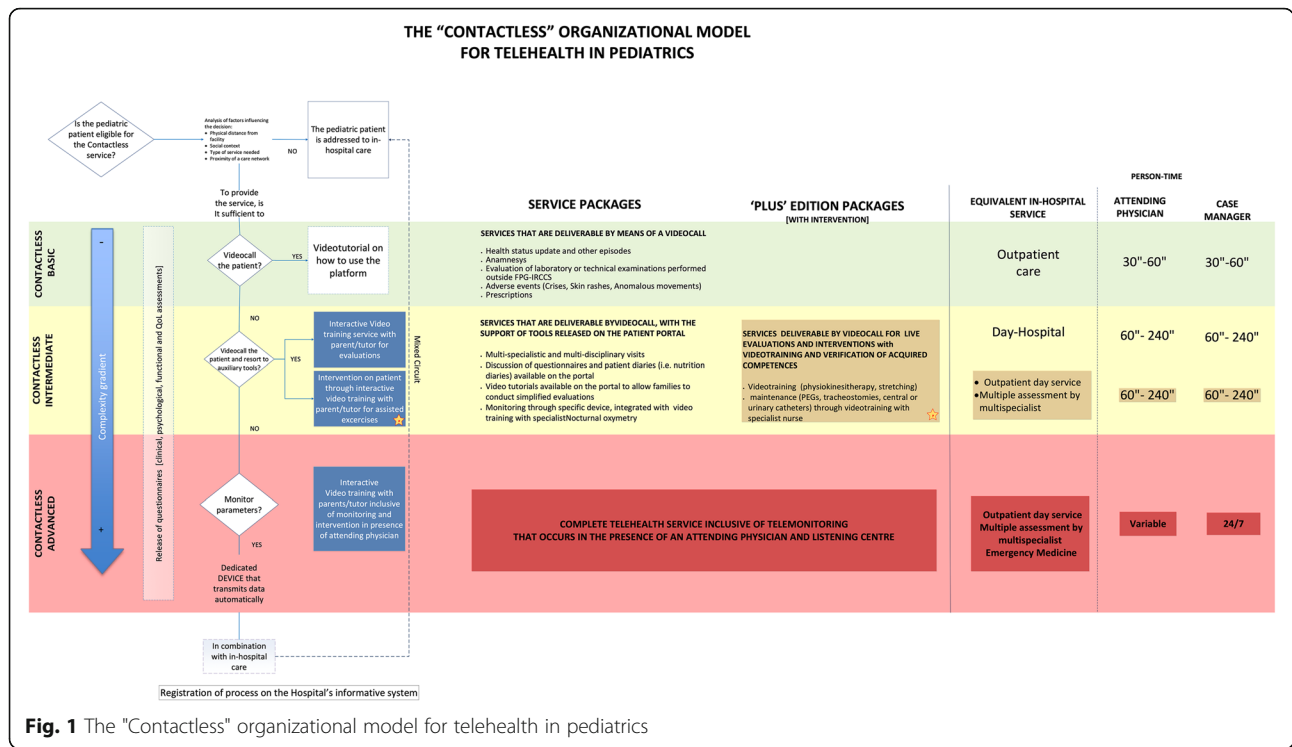 THE “CONTACTLESS” ORGANIZATIONAL MODEL
FOR TELEHEALTH IN PEDIATRICS
Is the pediatric
patient eligible for
the Contactless
service?
Analysis of factors influencing
the decision:
• Physical distance from
facility
• Social context
• Type of service needed
• Proximity of a care network
NO
The pediatric patient
is addressed to in-
hospital care
To provide
the service, is
It sufficient to
SERVICE PACKAGES
‘PLUS’ EDITION PACKAGES
[WITH INTERVENTION]
EQUIVALENT IN-HOSPITAL
SERVICE
PERSON-TIME
ATTENDING
PHYSICIAN
CASE
MANAGER
CONTACTLESS
BASIC
-
Complexity gradient
+
Release of questionnaires [clinical, psychological, functional and QoL assessments]
Videocall
the patient?
YES
Videotutorial on
how to use the
platform
Mixed Circuit
SERVICES THAT ARE DELIVERABLE BY MEANS OF A VIDEOCALL
• Health status update and other episodes
• Anamnesys
• Evaluation of laboratory or technical examinations performed
outside FPG-IRCCS
• Adverse events (Crises, Skin rashes, Anomalous movements)
• Prescriptions
Outpatient
care
30"-60"
30"-60"
NO
CONTACTLESS
INTERMEDIATE
Videocall the
patient and resort to
auxiliary tools?
YES
Interactive Video
training service with
parent/tutor for
evaluations
Intervention on patient
through interactive
video training with
parent/tutor for assisted
excercises
SERVICES THAT ARE DELIVERABLE BYVIDEOCALL, WITH THE
SUPPORT OF TOOLS RELEASED ON THE PATIENT PORTAL
• Multi-specialistic and multi-disciplinary visits
• Discussion of questionnaires and patient diaries (i.e. nutrition
diaries) available on the portal
• Video tutorials available on the portal to allow families to
conduct simplified evaluations
• Monitoring through specific device, integrated with video
training with specialistNocturnal oxymetry
SERVICES DELIVERABLE BY VIDEOCALL FOR LIVE
EVALUATIONS AND INTERVENTIONS with
VIDEOTRAINING AND VERIFICATION OF ACQUIRED
COMPETENCES
• Videotraining (physiokinesitherapy, stretching)
• maintenance (PEGs, tracheostomies, central or
urinary catheters) through videotraining with
specialist nurse
Day-Hospital
60"- 240"
60"- 240"
• Outpatient day service
•Multiple assessment by
multispecialist
60"- 240"
60"- 240"
NO
CONTACTLESS
ADVANCED
Monitor
parameters?
YES
Interactive
Video training with
parents/tutor inclusive
of monitoring and
intervention in presence
of attending physician
COMPLETE TELEHEALTH SERVICE INCLUSIVE OF TELEMONITORING
THAT OCCURS IN THE PRESENCE OF AN ATTENDING PHYSICIAN AND LISTENING CENTRE
Outpatient day service
Multiple assessment by
multispecialist
Emergency Medicine
Variable
24/7
Dedicated
DEVICE that
transmits data
automatically
In combination
with in-hospital
care
Registration of process on the Hospital's informative system
Fig. 1 The "Contactless" organizational model for telehealth in pediatrics